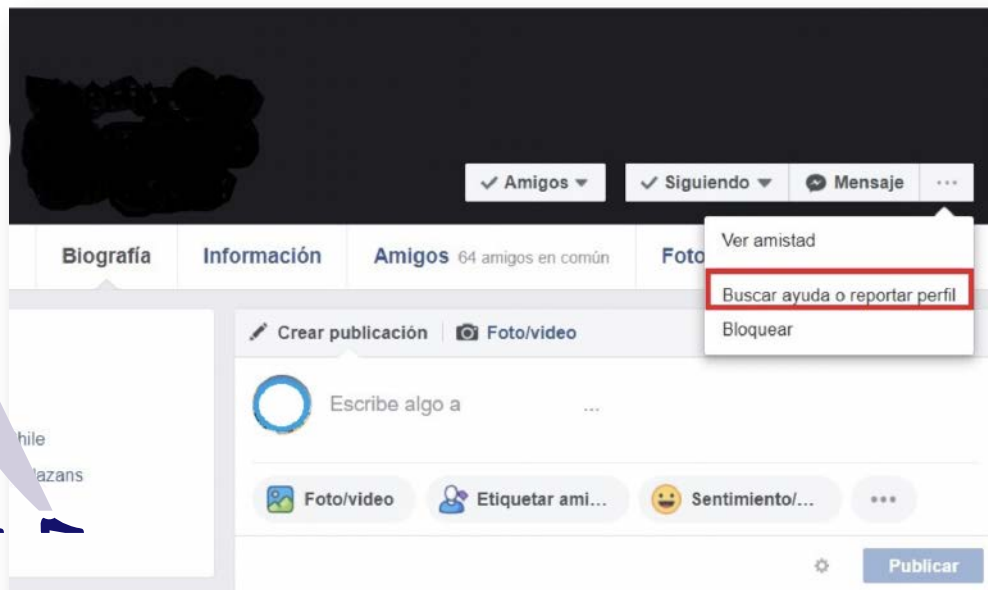 Amigos
Siguiendo
Mensaje
Ver amistad
Buscar ayuda o reportar perfil
Bloquear
Biografía
Información
Amigos 64 amigos en común
Foto
Crear publicación
Foto/video
Escribe algo a ...
hile
azans
Foto/video
Etiquetar ami...
Sentimiento/...
Publicar